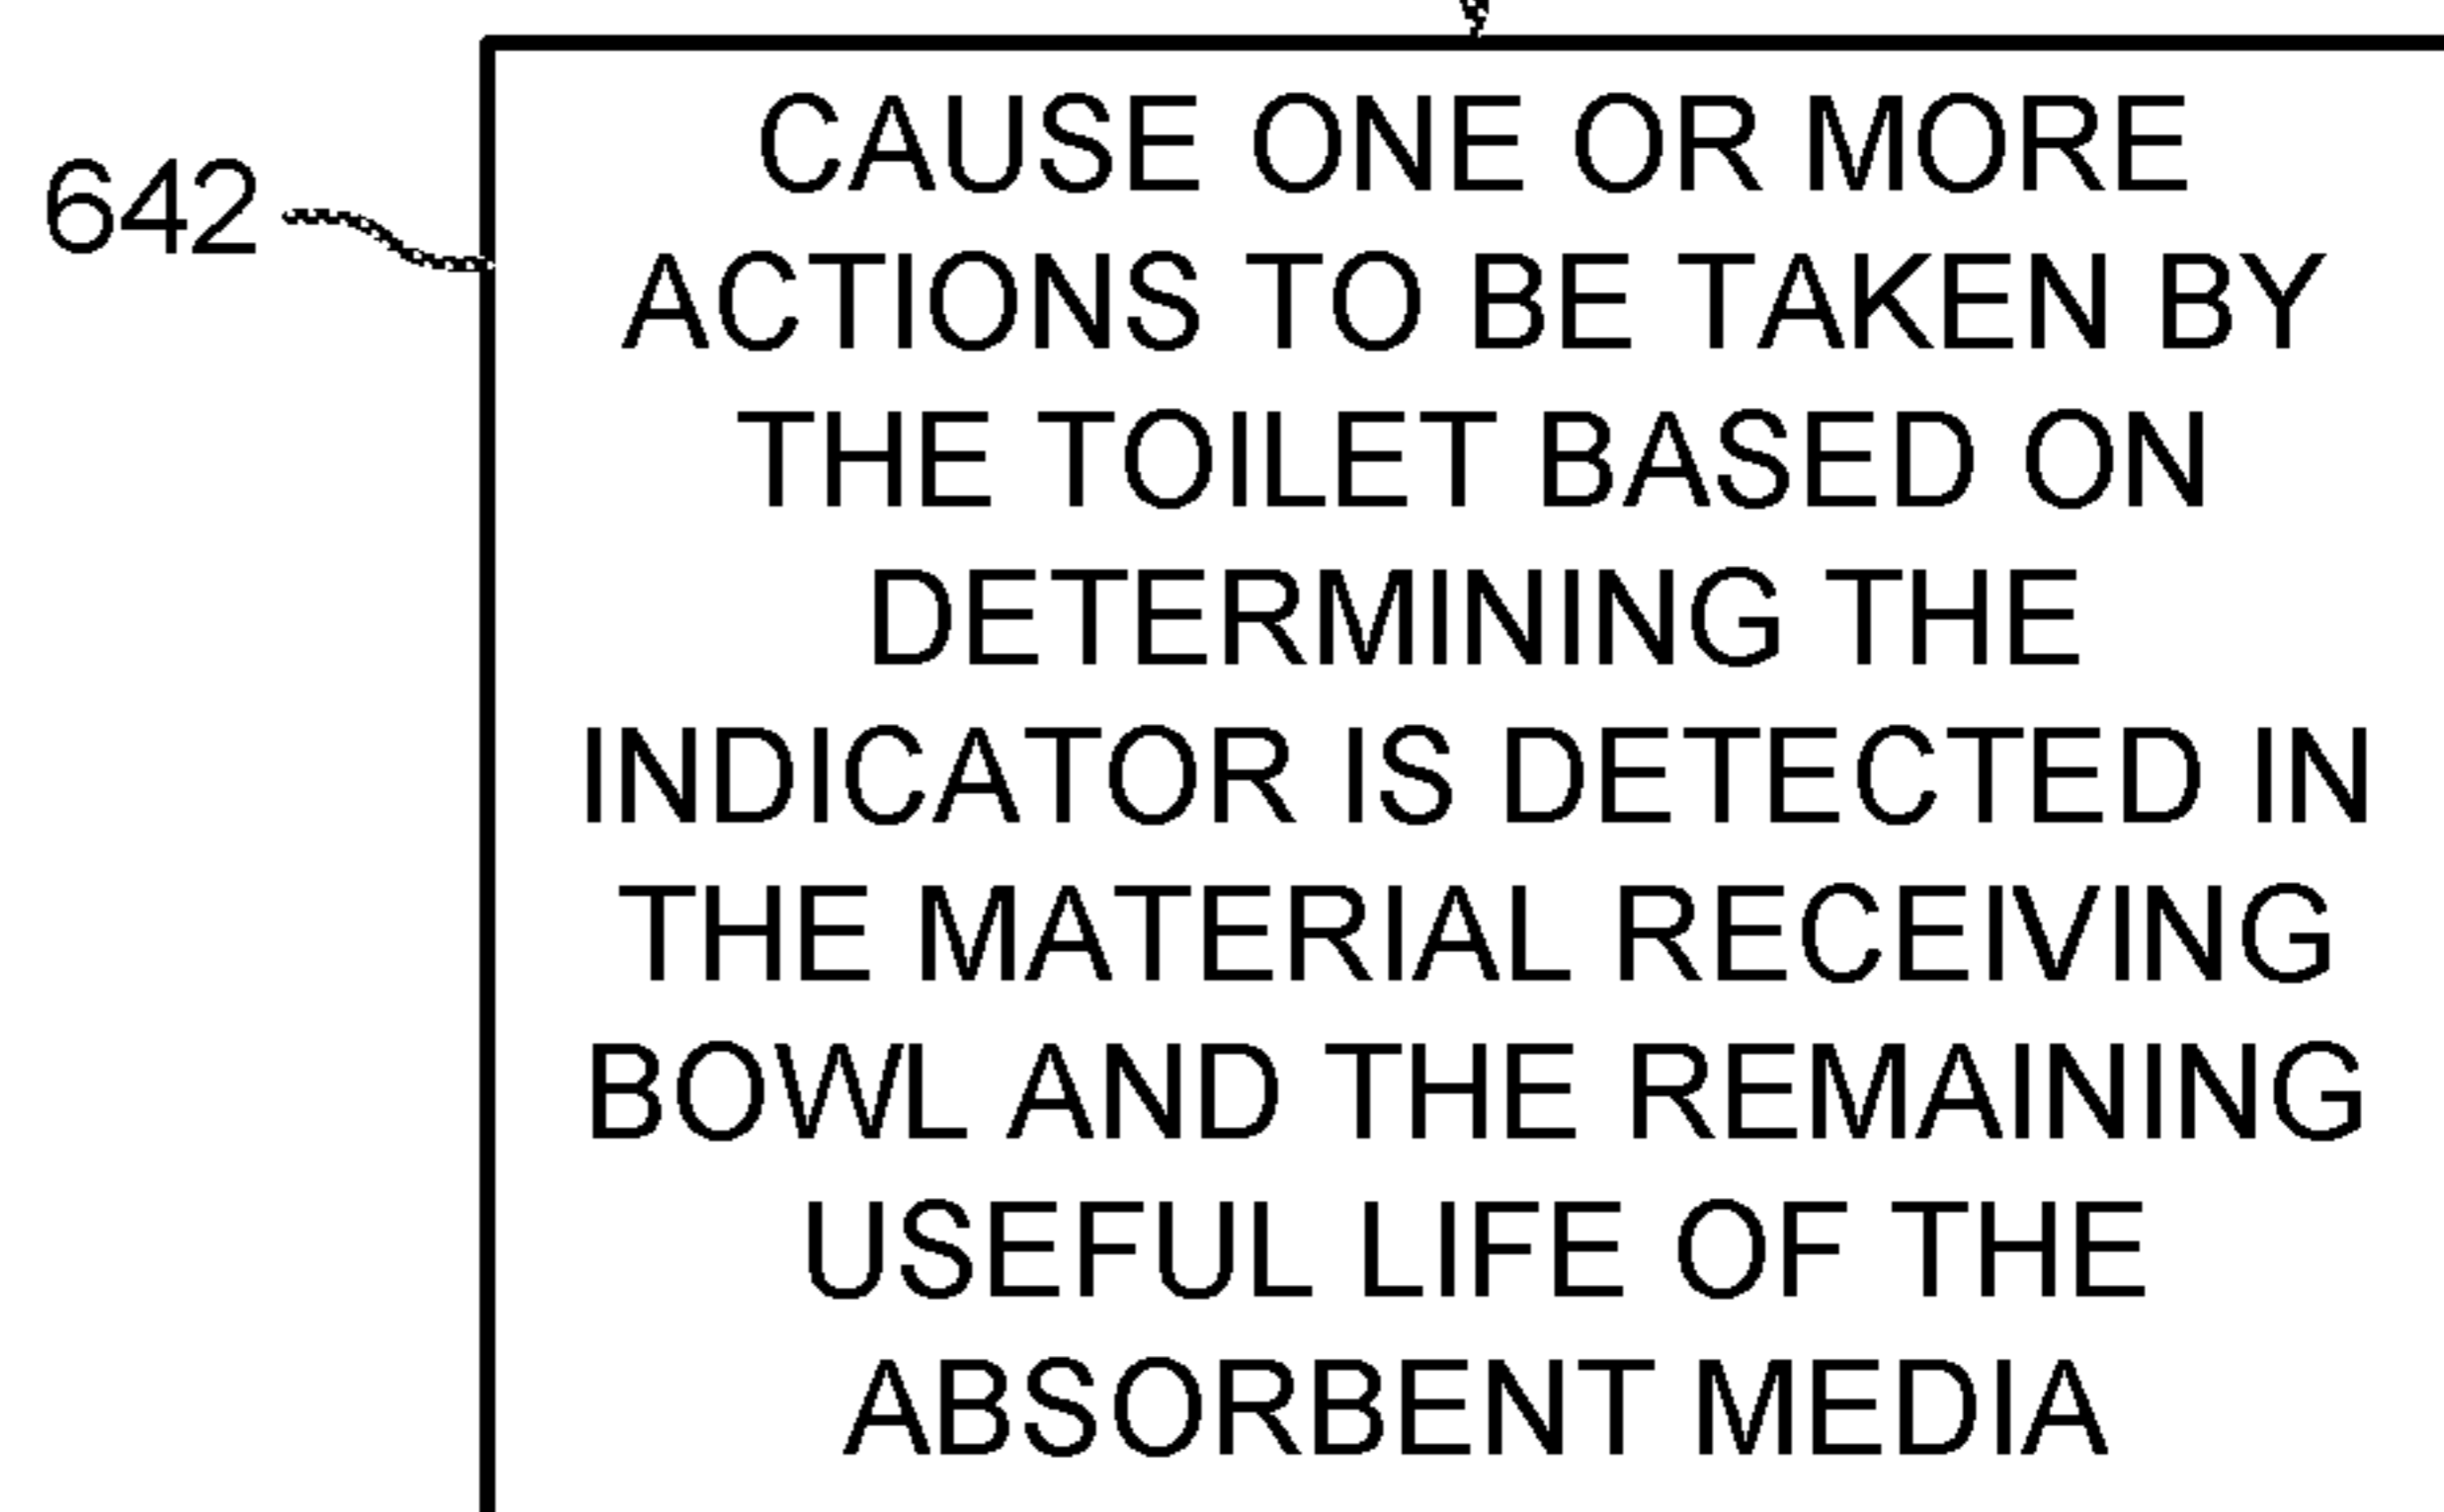 642
CAUSE ONE OR MORE
ACTIONS TO BE TAKEN BY
THE TOILET BASED ON
DETERMINING THE
INDICATOR IS DETECTED IN
THE MATERIAL RECEIVING
BOWL AND THE REMAINING
USEFUL LIFE OF THE
ABSORBENT MEDIA